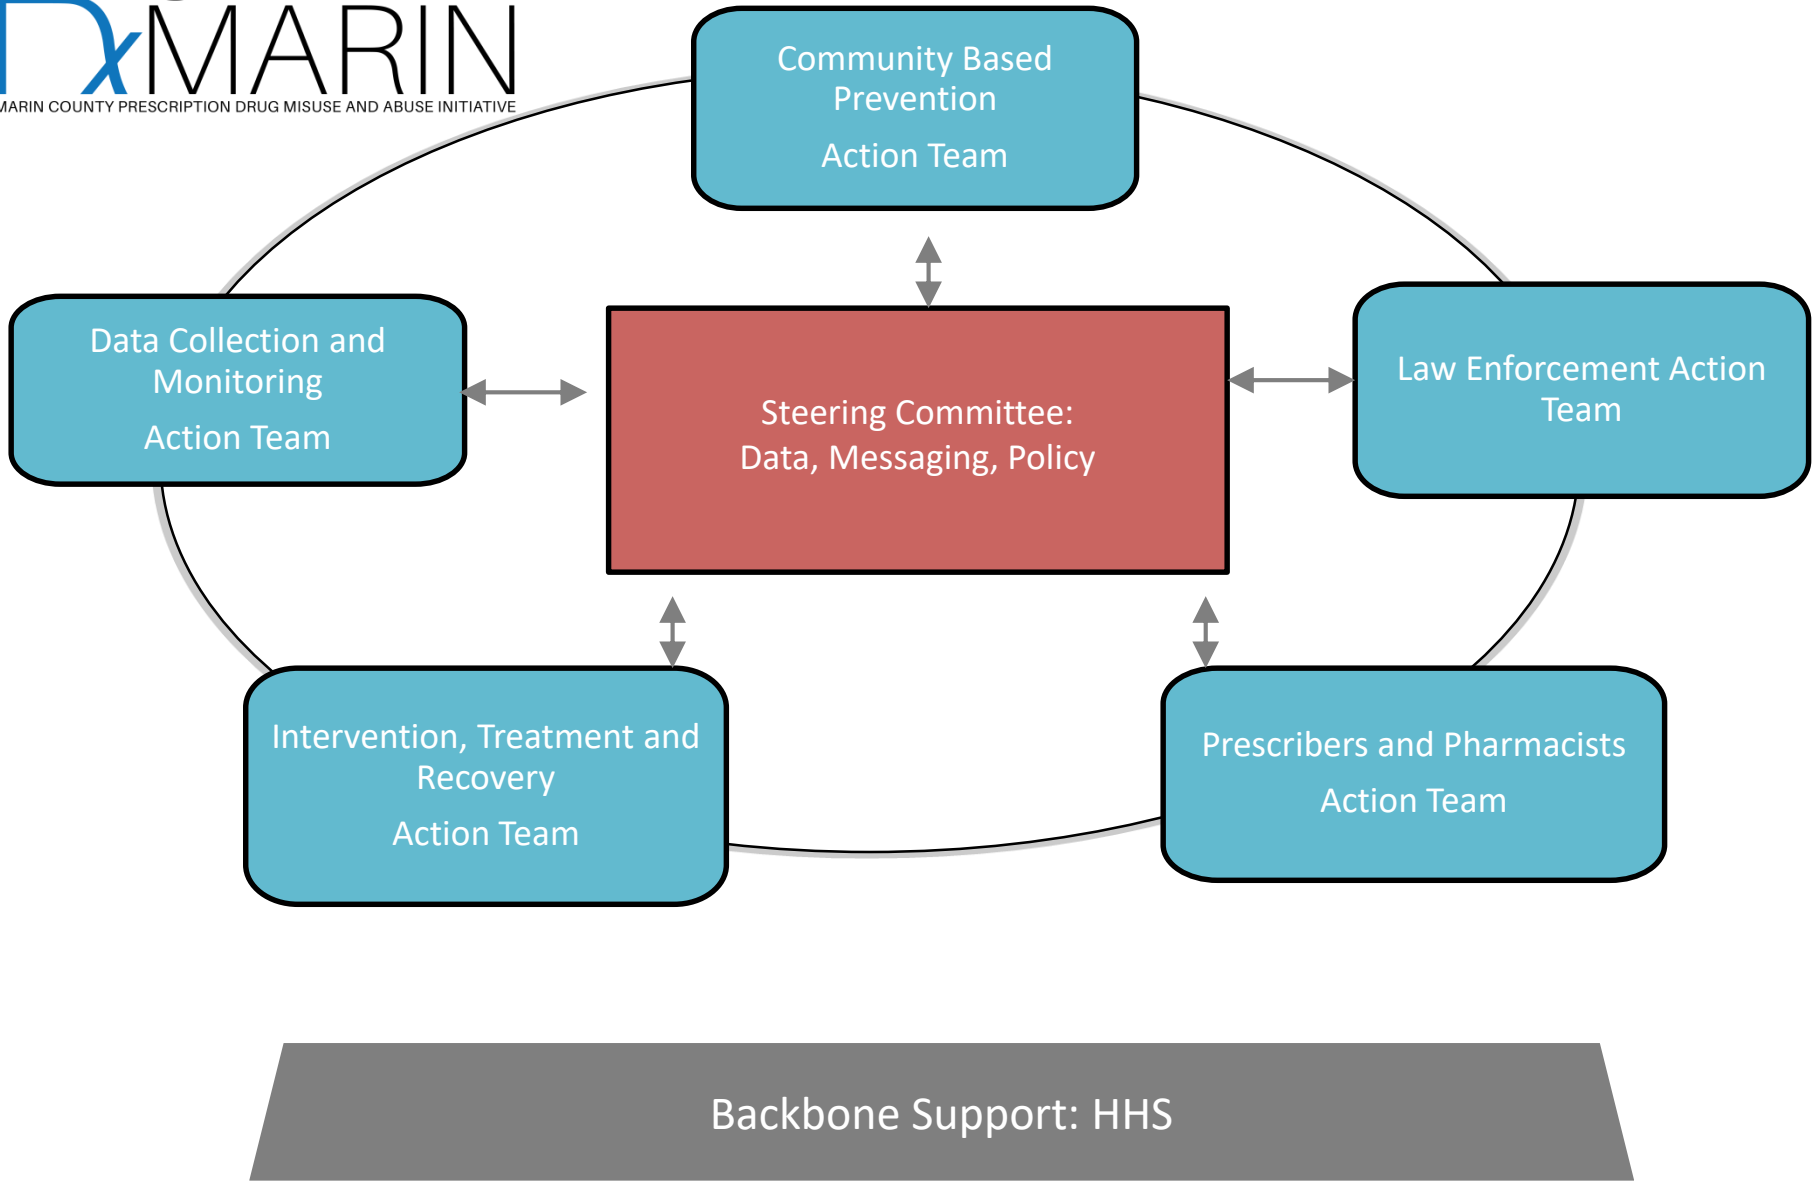 MARIN
MARIN COUNTY PRESCRIPTION DRUG MISUSE AND ABUSE INITIATIVE
Community Based
Prevention
Action Team
Data Collection and
Monitoring
Action Team
Law Enforcement Action
Team
Steering Committee:
Data, Messaging, Policy
Intervention, Treatment and
Recovery
Action Team
Prescribers and Pharmacists
Action Team
Backbone Support: HHS